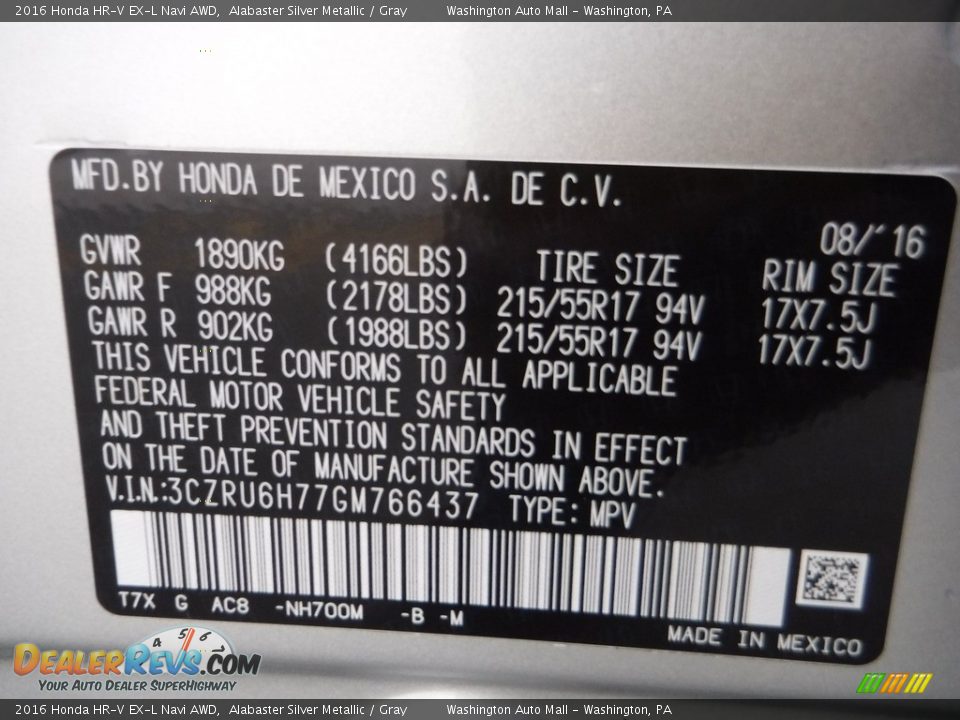 2016 Honda HR-V EX-L Navi AWD, Alabaster Silver Metallic / Gray Washington Auto Mall - Washington, PA
MFD.BY HONDA DE MEXICO S.A. DE C.V.
08/'16
GVWR 1890KG (4166LBS) TIRE SIZE RIM SIZE
GAWR F 988KG (2178LBS) 215/55R17 94V 17X7.5J
GAWR R 902KG (1988LBS) 215/55R17 94V 17X7.5J
THIS VEHICLE CONFORMS TO ALL APPLICABLE
FEDERAL MOTOR VEHICLE SAFETY
AND THEFT PREVENTION STANDARDS IN EFFECT
ON THE DATE OF MANUFACTURE SHOWN ABOVE.
V.I.N.:3CZRU6H77GM766437 TYPE: MPV
T7X G AC8 -NH700M -B -M
MADE IN MEXICO
4 5 6
DEALERREVS.COM
YOUR AUTO DEALER SUPERHIGHWAY
2016 Honda HR-V EX-L Navi AWD, Alabaster Silver Metallic / Gray Washington Auto Mall - Washington, PA